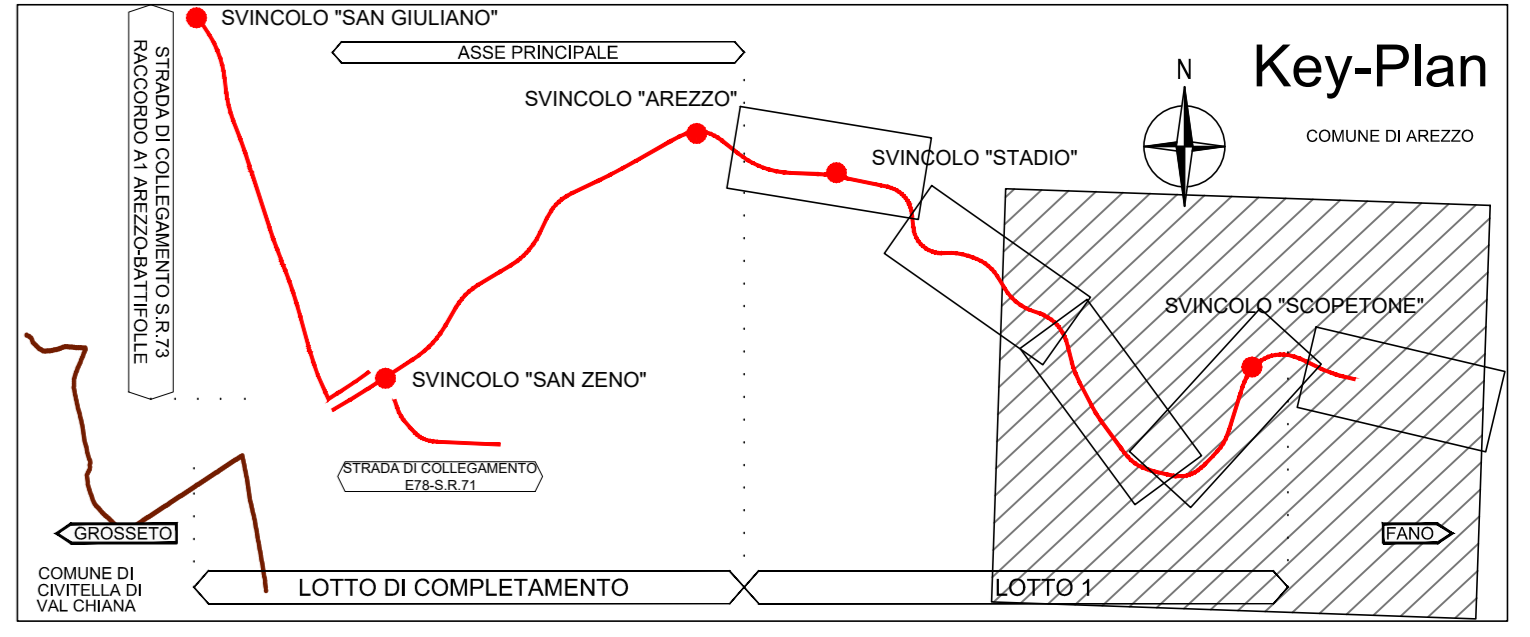 SVINCOLO "SAN GIULIANO"
STRADA DI COLLEGAMENTO S.R.73
RACCORDO A1 AREZZO-BATTIFOLLE
ASSE PRINCIPALE
Key-Plan
N
SVINCOLO "AREZZO"
COMUNE DI AREZZO
SVINCOLO "STADIO"
SVINCOLO "SCOPETONE"
SVINCOLO "SAN ZENO"
STRADA DI COLLEGAMENTO
E78-S.R.71
GROSSETO
FANO
COMUNE DI
CIVITELLA DI
VAL CHIANA
LOTTO DI COMPLETAMENTO
LOTTO 1